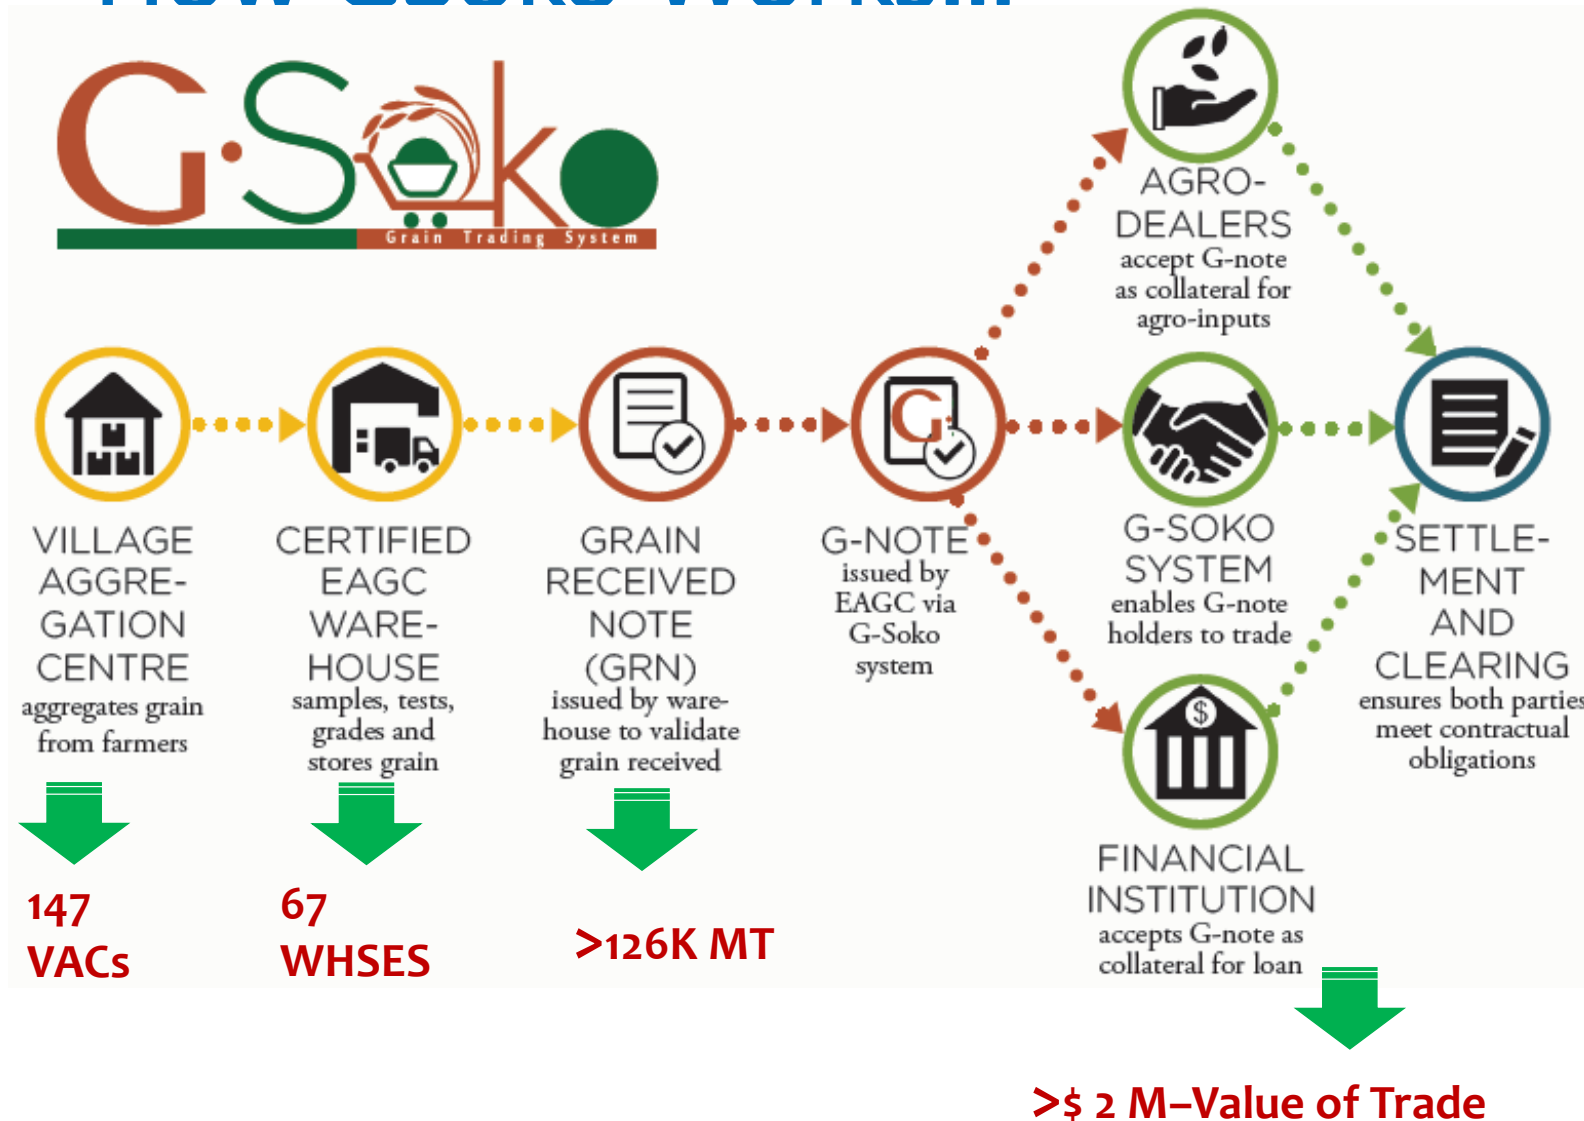 How GSoko Works...
G·Soko
Grain Trading System
AGRO-
DEALERS
accept G-note
as collateral for
agro-inputs
VILLAGE
AGGRE-
GATION
CENTRE
aggregates grain
from farmers
CERTIFIED
EAGC
WARE-
HOUSE
samples, tests,
grades and
stores grain
GRAIN
RECEIVED
NOTE
(GRN)
issued by ware-
house to validate
grain received
G
G-NOTE
issued by
EAGC via
G-Soko
system
G-SOKO
SYSTEM
enables G-note
holders to trade
SETTLE-
MENT
AND
CLEARING
ensures both parties
meet contractual
obligations
$
FINANCIAL
INSTITUTION
accepts G-note as
collateral for loan
147
VACs
67
WHSES
>126K MT
>$ 2 M–Value of Trade